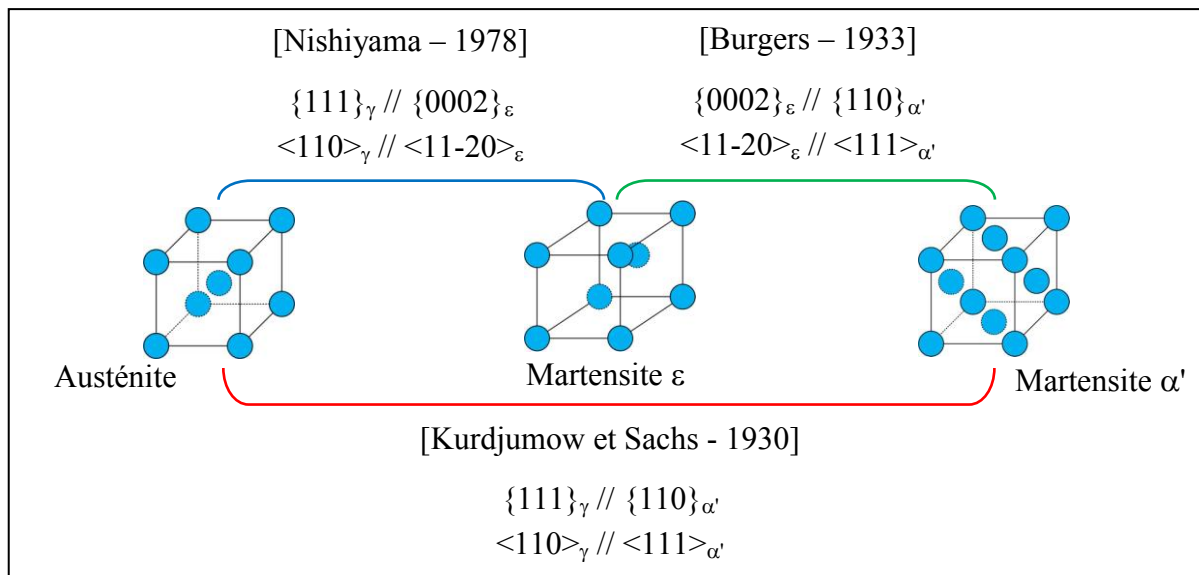 [Nishiyama – 1978]
[Burgers – 1933]
{111}γ // {0002}ε
{0002}ε // {110}α'
<110>γ // <11-20>ε
<11-20>ε // <111>α'
Austénite
Martensite ε
Martensite α'
[Kurdjumow et Sachs - 1930]
{111}γ // {110}α'
<110>γ // <111>α'